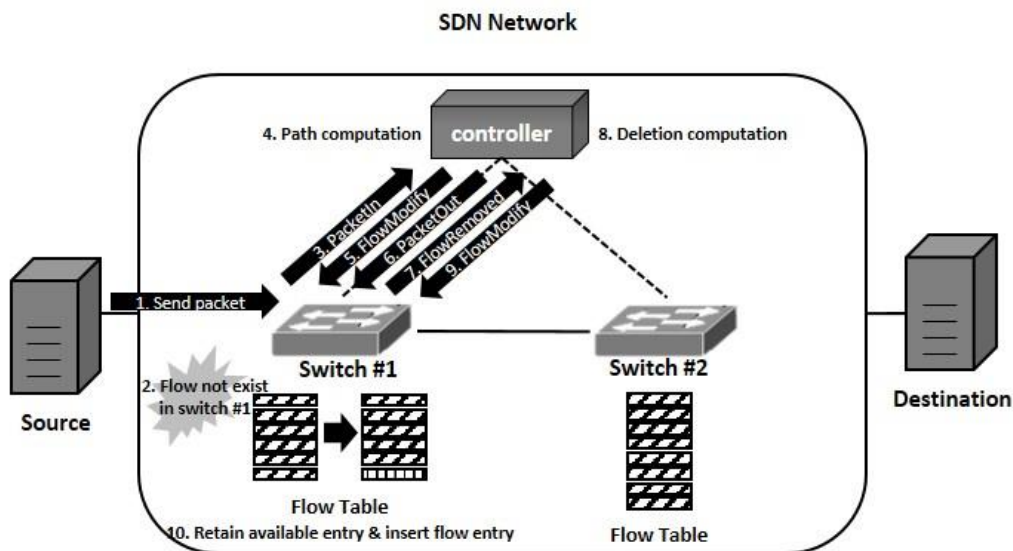 SDN Network
4. Path computation
controller
8. Deletion computation
3. PacketIn
5. FlowModify
6. PacketOut
7. FlowRemoved
9. FlowModify
1. Send packet
Switch #1
Switch #2
2. Flow not exist
in switch #1
Source
Destination
Flow Table
10. Retain available entry & insert flow entry
Flow Table